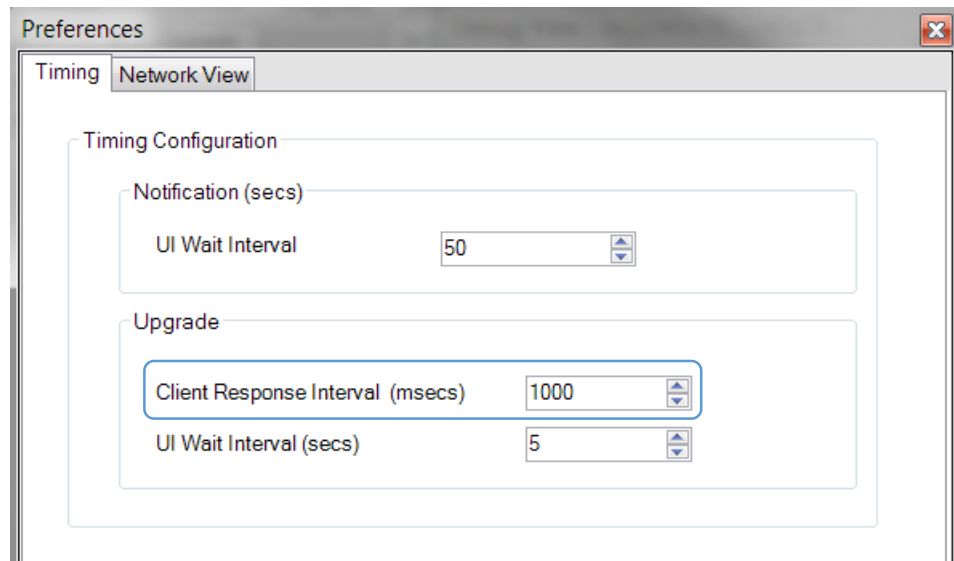 Preferences
Timing Network View
Timing Configuration
Notification (secs)
UI Wait Interval 50
Upgrade
Client Response Interval (msecs) 1000
UI Wait Interval (secs) 5